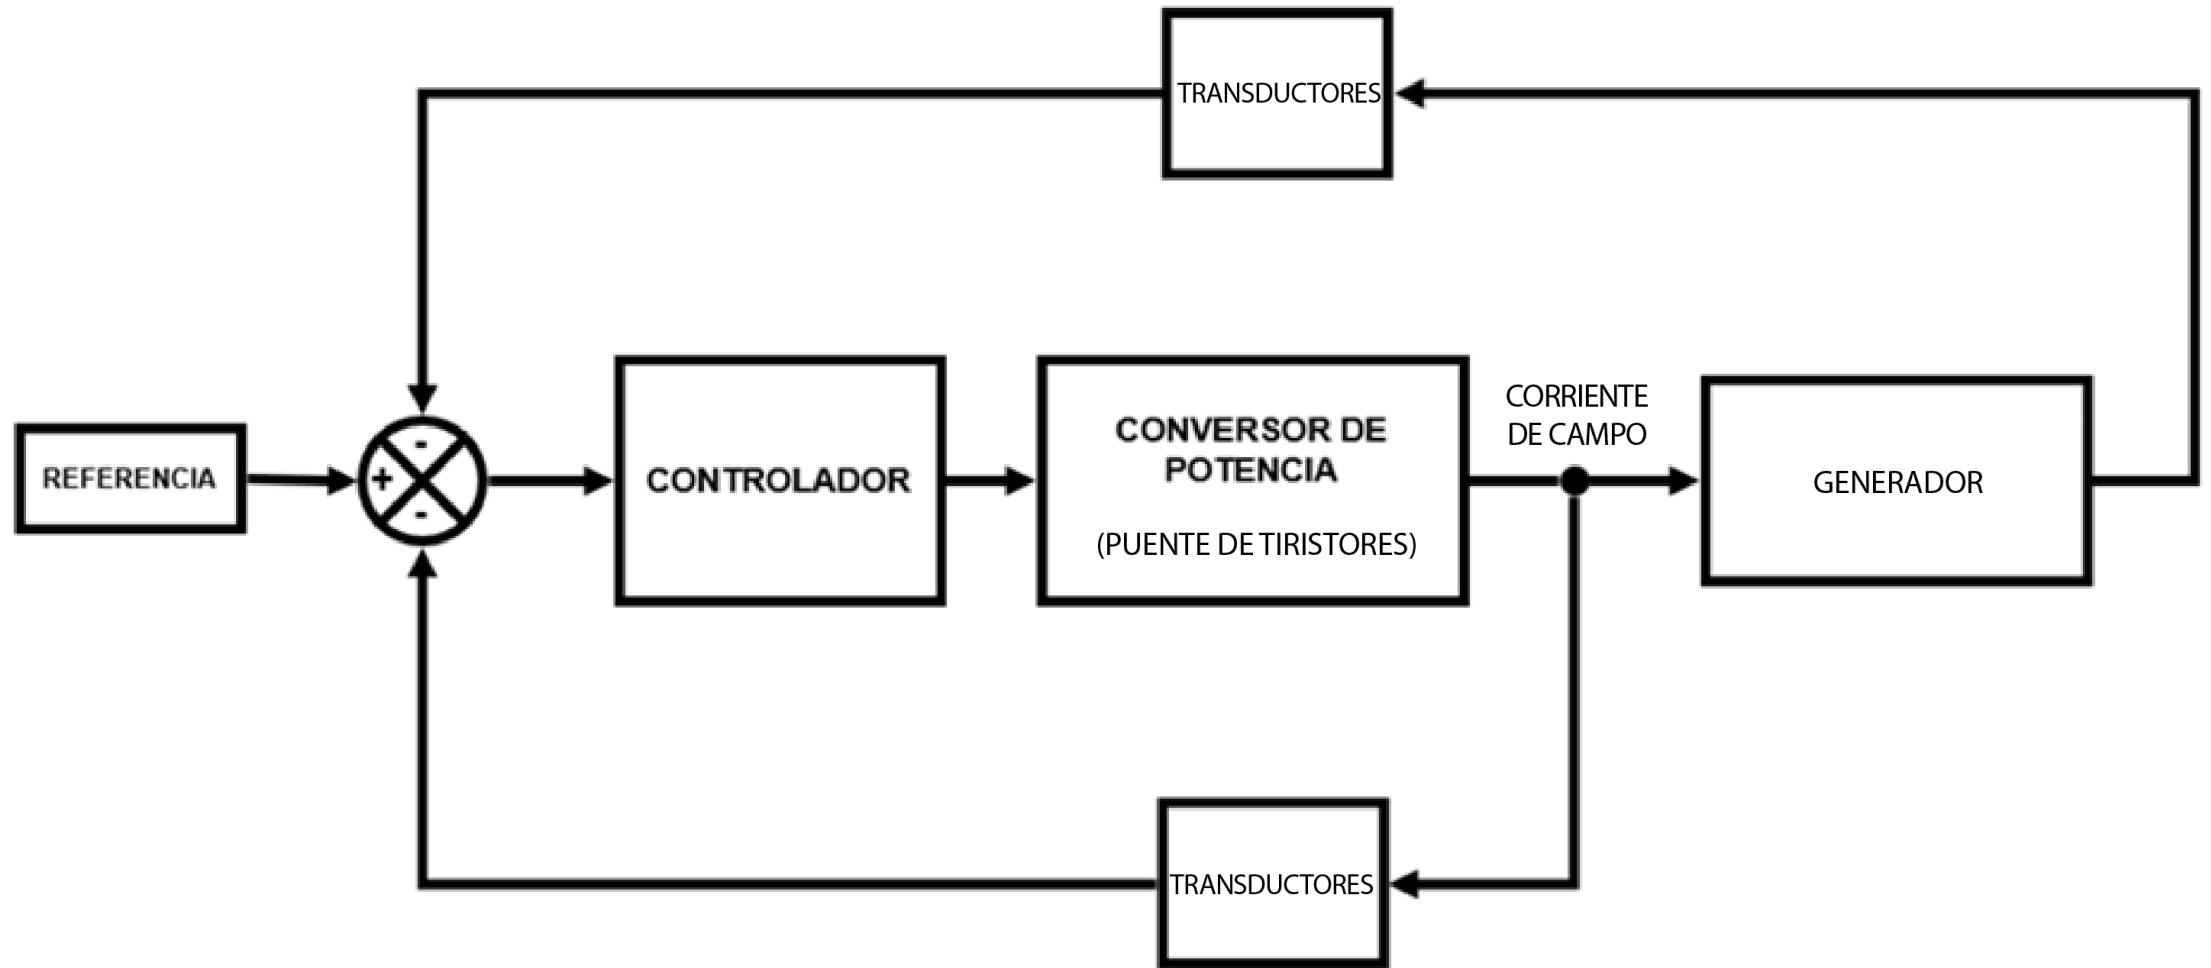 TRANSDUCTORES
REFERENCIA
+
-
-
CONTROLADOR
CONVERSOR DE
POTENCIA
(PUENTE DE TIRISTORES)
CORRIENTE
DE CAMPO
GENERADOR
TRANSDUCTORES